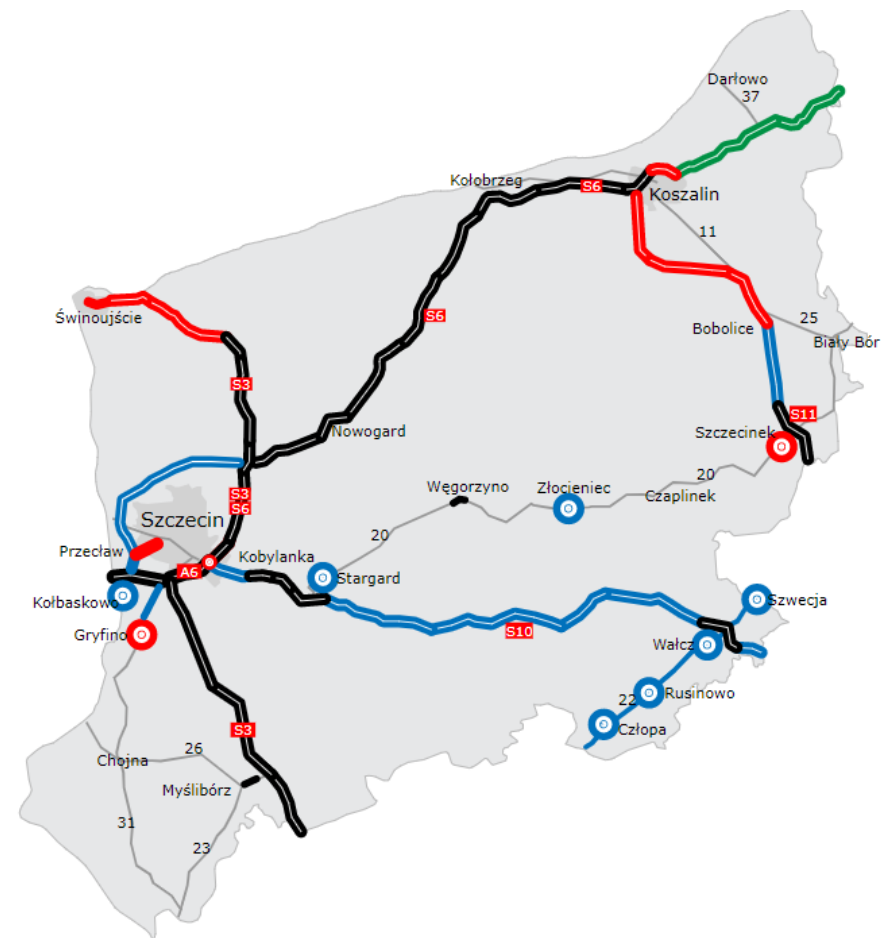 Darłowo
37
Kołobrzeg
S6
Koszalin
11
Świnoujście
S6
25
Bobolice
Biały Bór
S3
S11
Nowogard
Szczecinek
20
Węgorzyno
Złocieniec
Czaplinek
S3
S6
Szczecin
20
Przecław
Kobylanka
A6
Stargard
Kołbaskowo
Szwecja
Gryfino
S10
Wałcz
22
Rusinowo
S3
Człopa
26
Chojna
Myślibórz
31
23